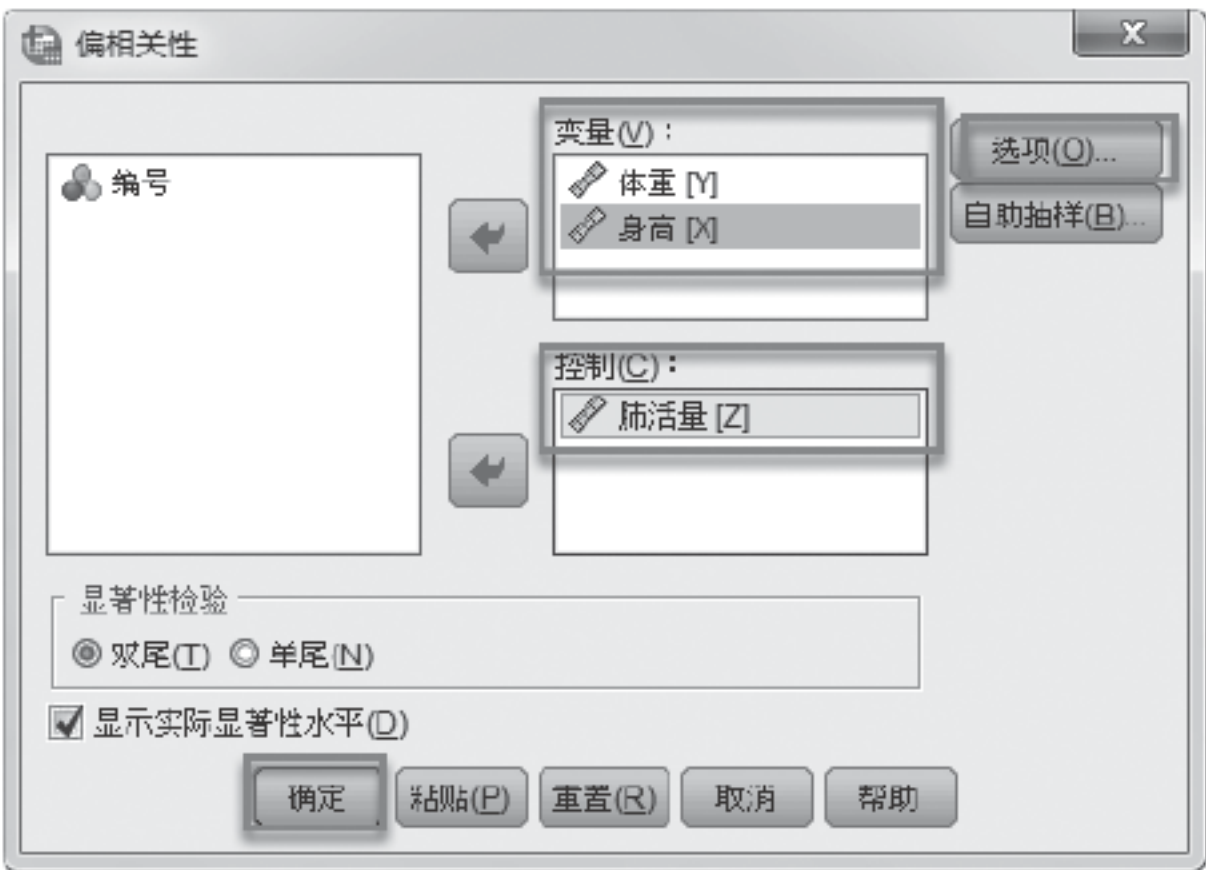 偏相关性
编号
变量(V)：
体重 [Y]
身高 [X]
选项(O)...
自助抽样(B)...
控制(C)：
肺活量 [Z]
显著性检验
双尾(T) 单尾(N)
显示实际显著性水平(D)
确定 粘贴(P) 重置(R) 取消 帮助